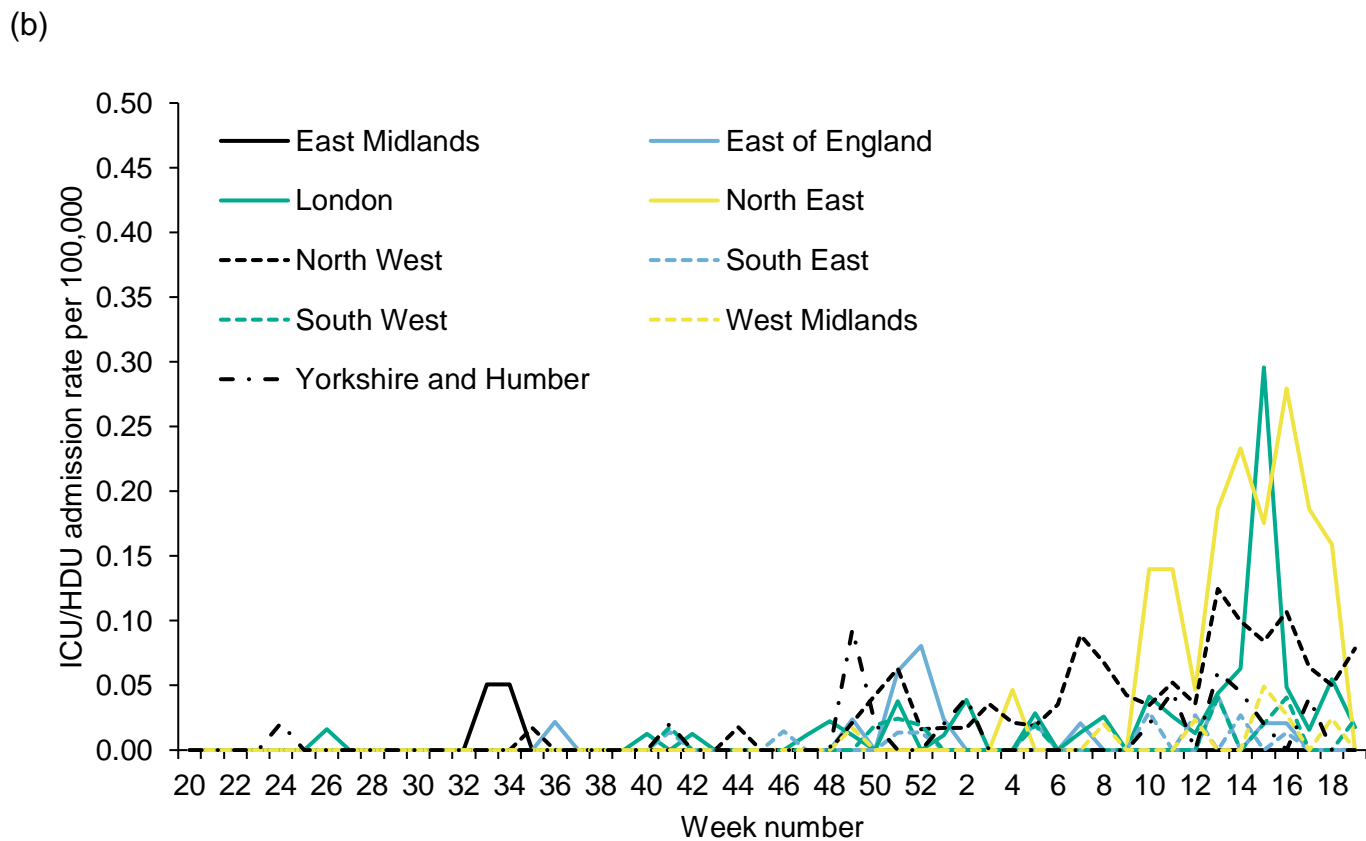 (b)
0.50
0.45
0.40
0.35
0.30
0.25
0.20
0.15
0.10
0.05
0.00
ICU/HDU admission rate per 100,000
East Midlands
East of England
London
North East
North West
South East
South West
West Midlands
Yorkshire and Humber
20 22 24 26 28 30 32 34 36 38 40 42 44 46 48 50 52 2 4 6 8 10 12 14 16 18
Week number